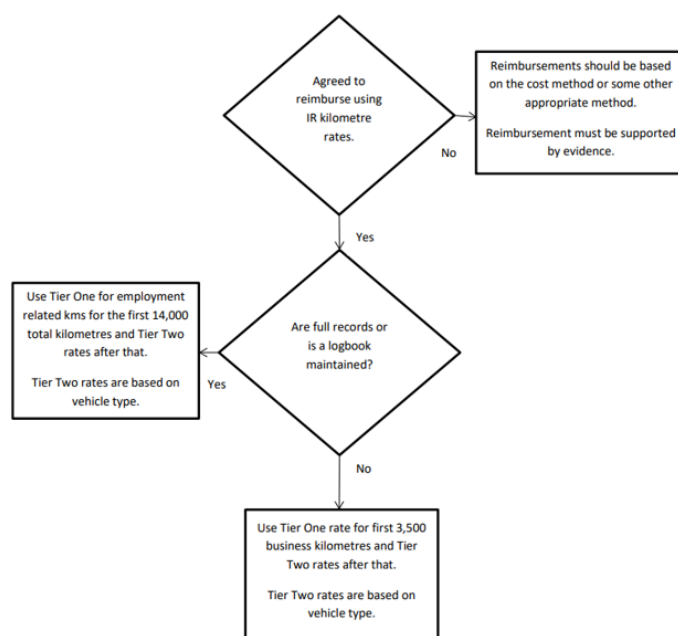 Agreed to
reimburse using
IR kilometre
rates.
Reimbursements should be based
on the cost method or some other
appropriate method.
Reimbursement must be supported
by evidence.
No
Yes
Use Tier One for employment
related kms for the first 14,000
total kilometres and Tier Two
rates after that.
Tier Two rates are based on
vehicle type.
Are full records or
is a logbook
maintained?
Yes
No
Use Tier One rate for first 3,500
business kilometres and Tier
Two rates after that.
Tier Two rates are based on
vehicle type.